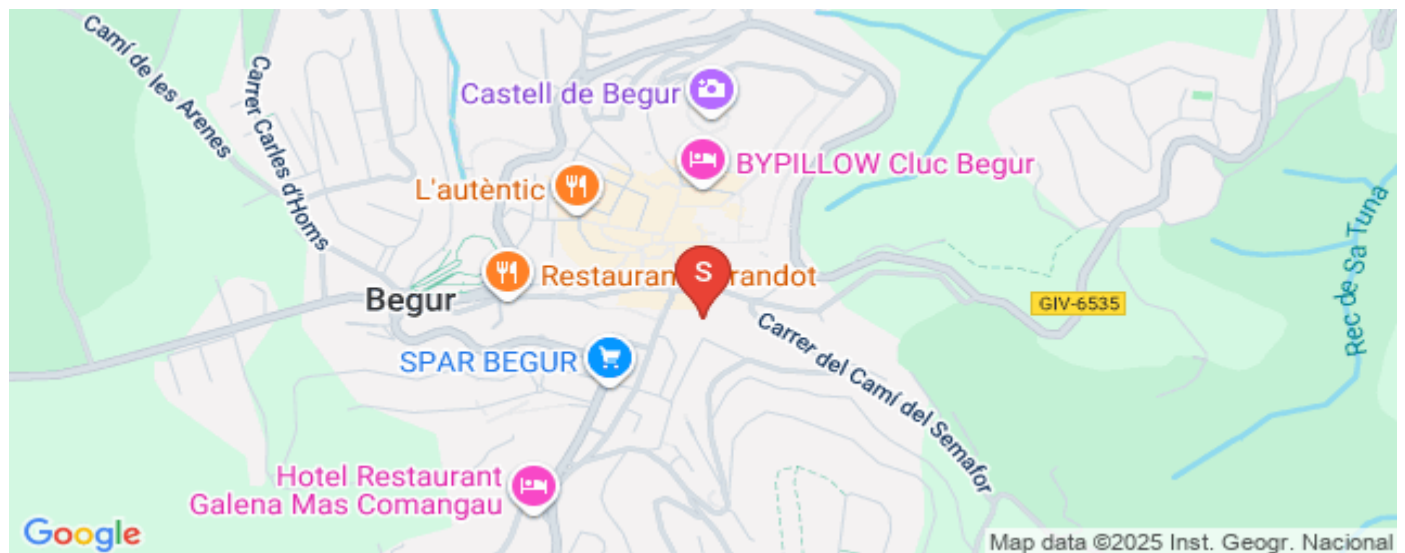 Camí de les Arenes
Carrer Carles d'Homs
Castell de Begur
BYPILLOW Cluc Begur
L'autèntic
Rec de Sa Tuna
S
Restauran
randot
Begur
GIV-6535
SPAR BEGUR
Carrer del Camí del Semafor
Hotel Restaurant
Galena Mas Comangau
Google
Map data ©2025 Inst. Geogr. Nacional